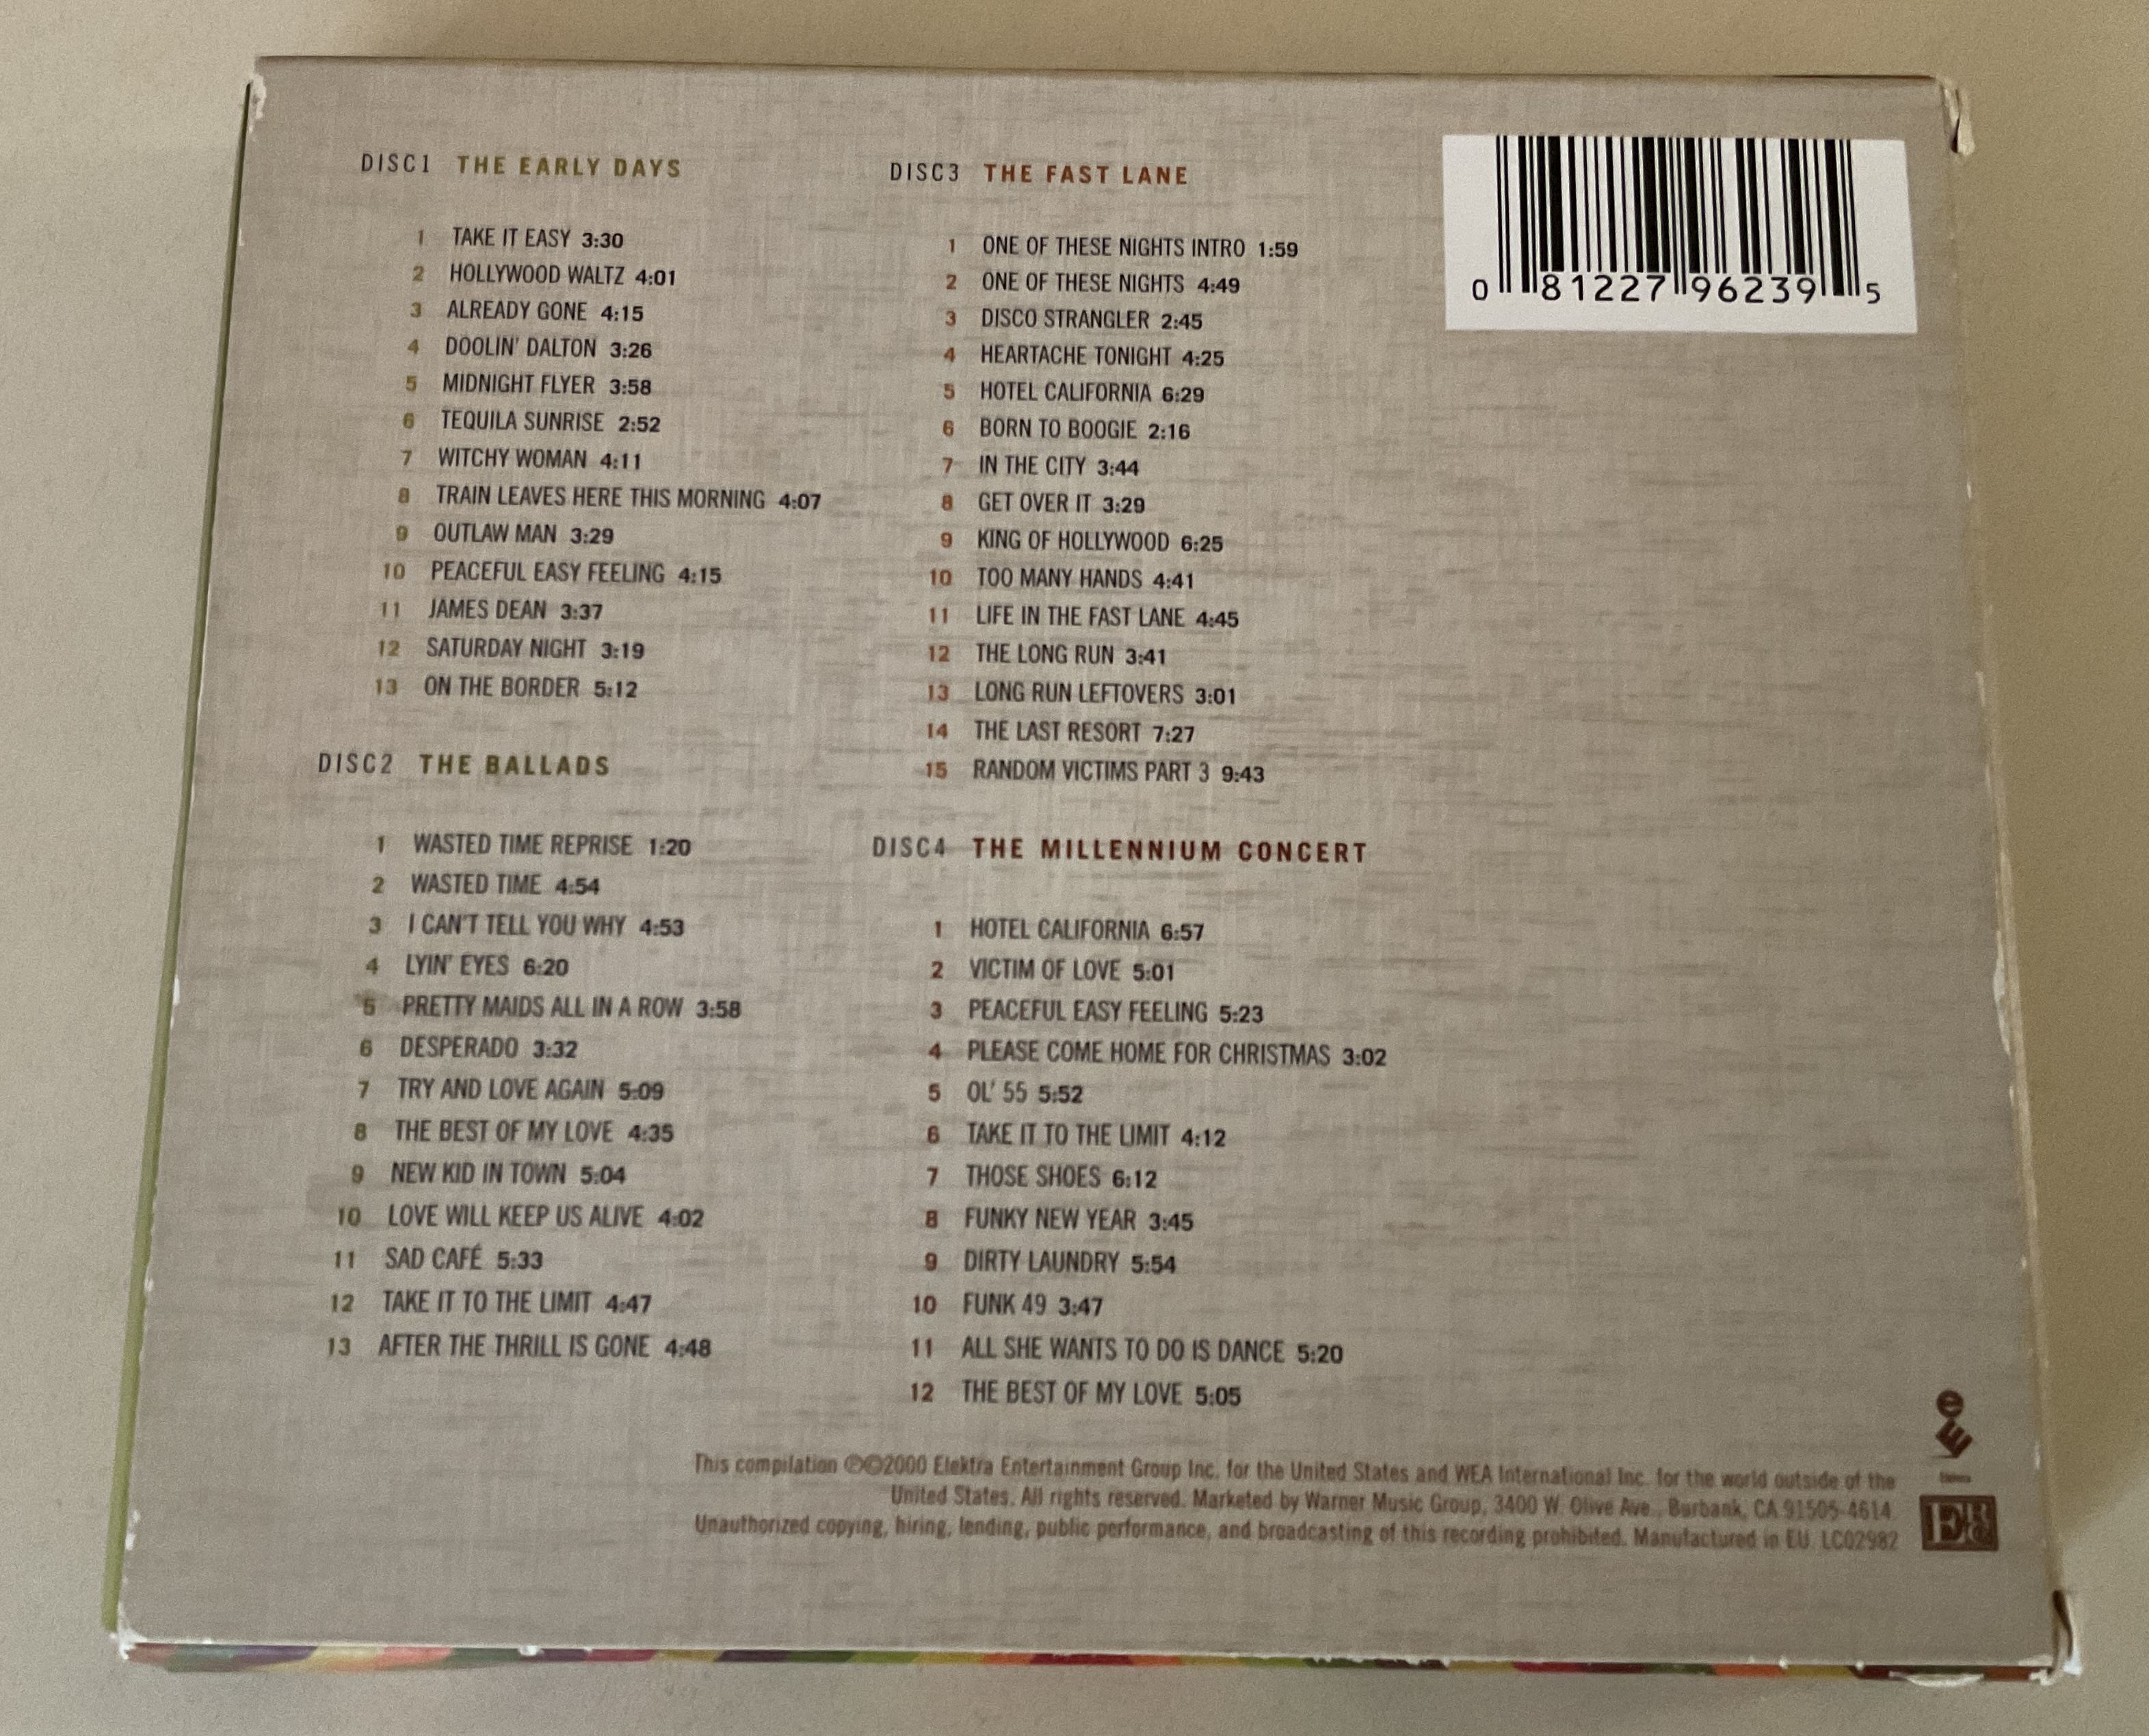 DISC1 THE EARLY DAYS
1 TAKE IT EASY 3:30
2 HOLLYWOOD WALTZ 4:01
3 ALREADY GONE 4:15
4 DOOLIN' DALTON 3:26
5 MIDNIGHT FLYER 3:58
6 TEQUILA SUNRISE 2:52
7 WITCHY WOMAN 4:11
8 TRAIN LEAVES HERE THIS MORNING 4:07
9 OUTLAW MAN 3:29
10 PEACEFUL EASY FEELING 4:15
11 JAMES DEAN 3:37
12 SATURDAY NIGHT 3:19
13 ON THE BORDER 5:12
DISC2 THE BALLADS
1 WASTED TIME REPRISE 1:20
2 WASTED TIME 4:54
3 I CAN'T TELL YOU WHY 4:53
4 LYIN' EYES 6:20
5 PRETTY MAIDS ALL IN A ROW 3:58
6 DESPERADO 3:32
7 TRY AND LOVE AGAIN 5:09
8 THE BEST OF MY LOVE 4:35
9 NEW KID IN TOWN 5:04
10 LOVE WILL KEEP US ALIVE 4:02
11 SAD CAFÉ 5:33
12 TAKE IT TO THE LIMIT 4:47
13 AFTER THE THRILL IS GONE 4:48
DISC3 THE FAST LANE
1 ONE OF THESE NIGHTS INTRO 1:59
2 ONE OF THESE NIGHTS 4:49
3 DISCO STRANGLER 2:45
4 HEARTACHE TONIGHT 4:25
5 HOTEL CALIFORNIA 6:29
6 BORN TO BOOGIE 2:16
7 IN THE CITY 3:44
8 GET OVER IT 3:29
9 KING OF HOLLYWOOD 6:25
10 TOO MANY HANDS 4:41
11 LIFE IN THE FAST LANE 4:45
12 THE LONG RUN 3:41
13 LONG RUN LEFTOVERS 3:01
14 THE LAST RESORT 7:27
15 RANDOM VICTIMS PART 3 9:43
DISC4 THE MILLENNIUM CONCERT
1 HOTEL CALIFORNIA 6:57
2 VICTIM OF LOVE 5:01
3 PEACEFUL EASY FEELING 5:23
4 PLEASE COME HOME FOR CHRISTMAS 3:02
5 OL' 55 5:52
6 TAKE IT TO THE LIMIT 4:12
7 THOSE SHOES 6:12
8 FUNKY NEW YEAR 3:45
9 DIRTY LAUNDRY 5:54
10 FUNK 49 3:47
11 ALL SHE WANTS TO DO IS DANCE 5:20
12 THE BEST OF MY LOVE 5:05
0 81227 96239 5
This compilation ℗©2000 Elektra Entertainment Group Inc. for the United States and WEA International Inc. for the world outside of the
United States. All rights reserved. Marketed by Warner Music Group, 3400 W. Olive Ave., Burbank, CA 91505-4614.
Unauthorized copying, hiring, lending, public performance, and broadcasting of this recording prohibited. Manufactured in EU. LC02982